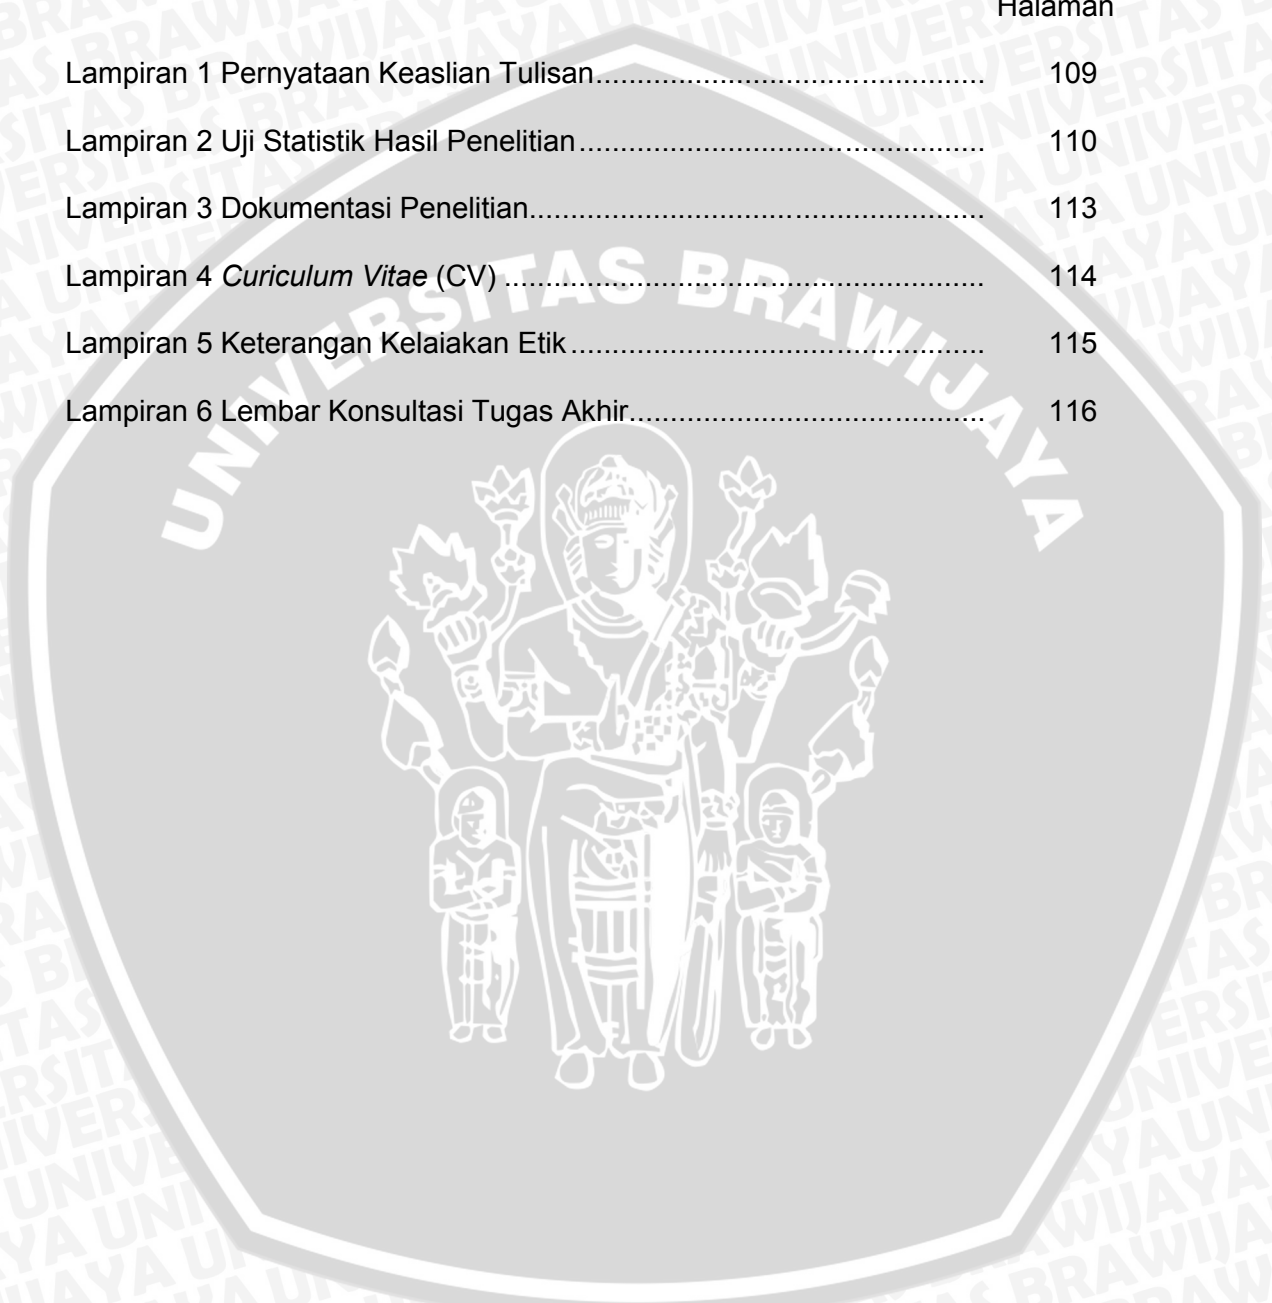 Halaman
Lampiran 1 Pernyataan Keaslian Tulisan............................................... 109
Lampiran 2 Uji Statistik Hasil Penelitian................................................. 110
Lampiran 3 Dokumentasi Penelitian....................................................... 113
Lampiran 4 Curiculum Vitae (CV) .......................................................... 114
Lampiran 5 Keterangan Kelaiakan Etik.................................................. 115
Lampiran 6 Lembar Konsultasi Tugas Akhir........................................... 116
UNIVERSITAS BRAWIJAYA